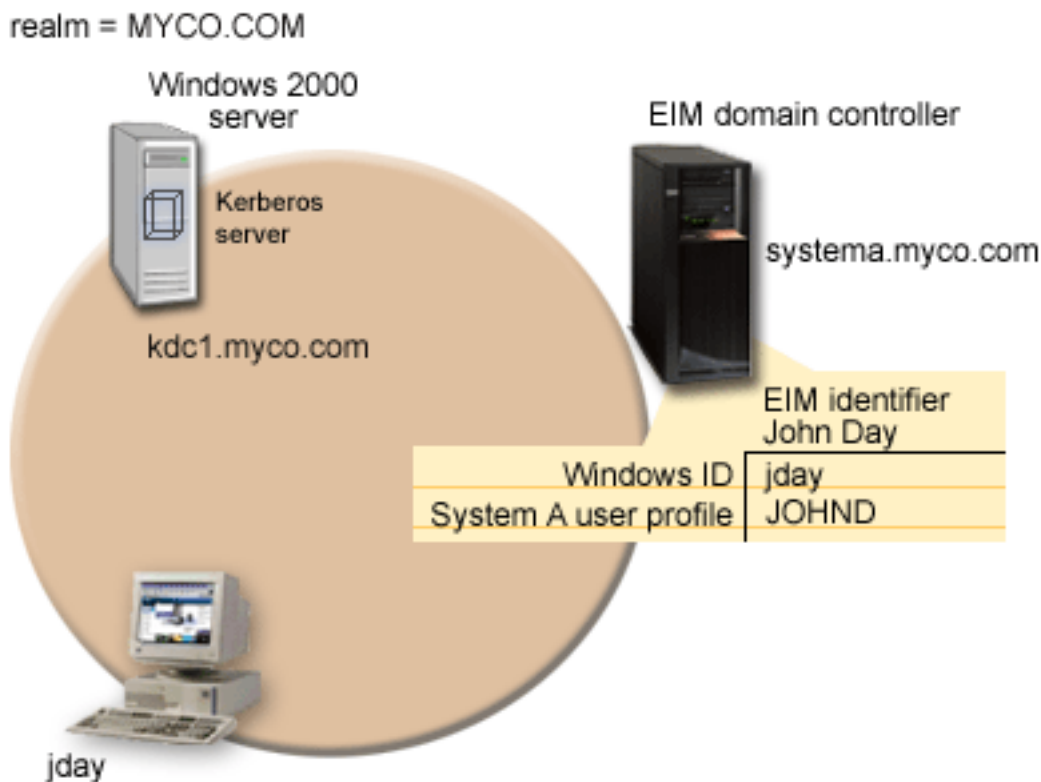 realm = MYCO.COM
Windows 2000
server
EIM domain controller
Kerberos
server
systema.myco.com
kdc1.myco.com
EIM identifier
John Day
Windows ID jday
System A user profile JOHND
jday